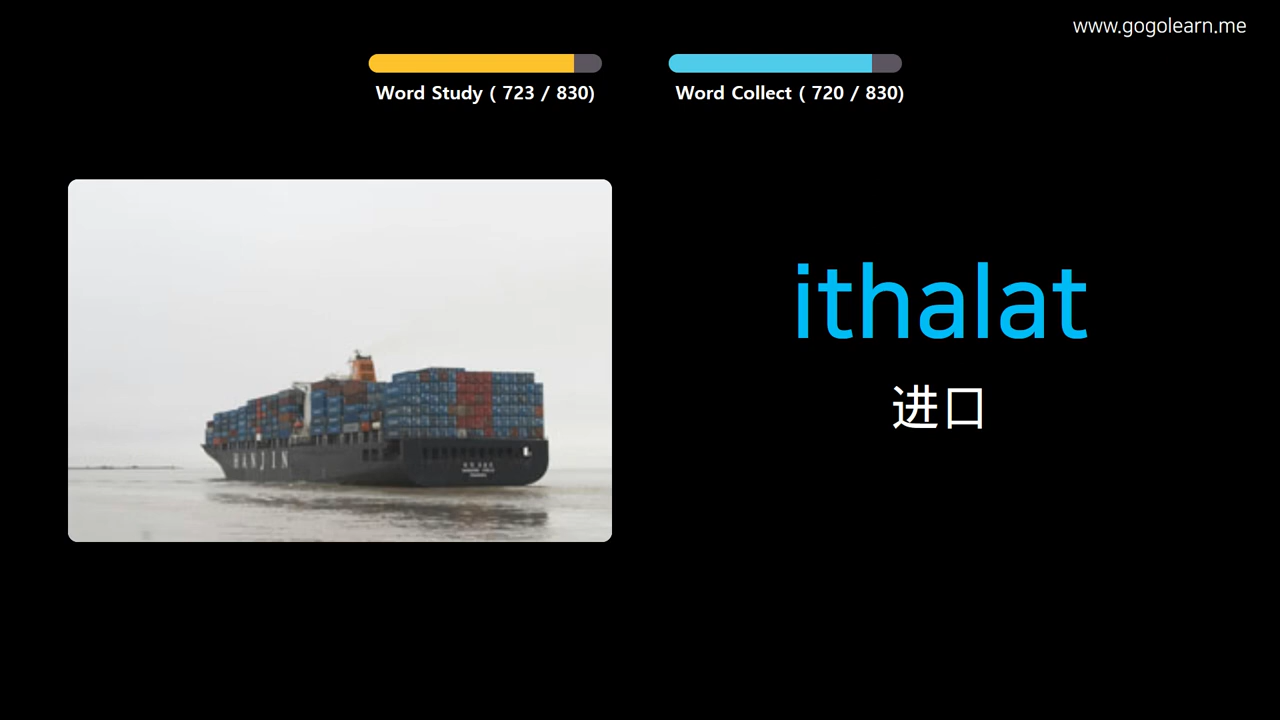 www.gogolearn.me
Word Study ( 723 / 830)
Word Collect ( 720 / 830)
ithalat
进口
HANJIN